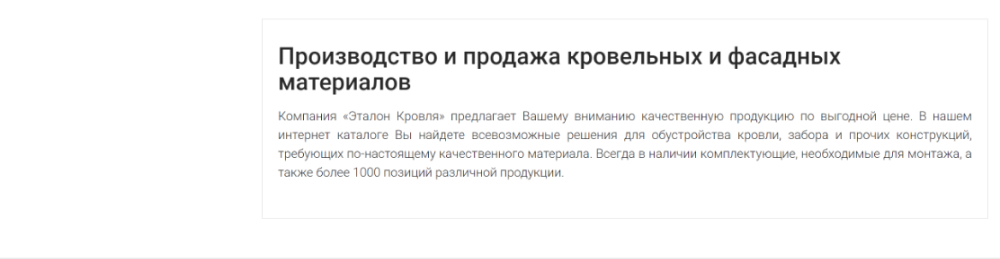 Производство и продажа кровельных и фасадных
материалов
Компания «Эталон Кровля» предлагает Вашему вниманию качественную продукцию по выгодной цене. В нашем
интернет каталоге Вы найдете всевозможные решения для обустройства кровли, забора и прочих конструкций,
требующих по-настоящему качественного материала. Всегда в наличии комплектующие, необходимые для монтажа, а
также более 1000 позиций различной продукции.